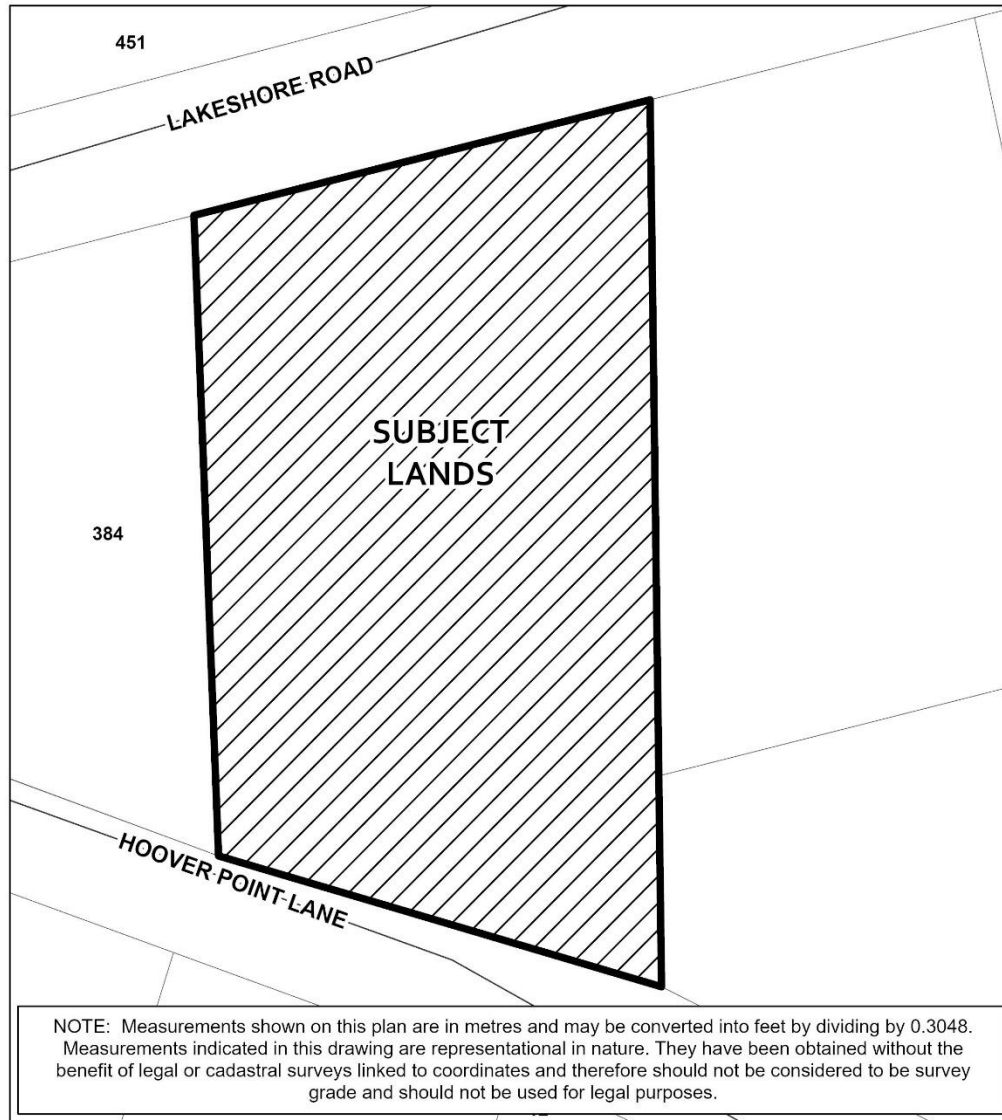 451
LAKESHORE ROAD
SUBJECT
LANDS
384
HOOVER POINT LANE
NOTE: Measurements shown on this plan are in metres and may be converted into feet by dividing by 0.3048.
Measurements indicated in this drawing are representational in nature. They have been obtained without the
benefit of legal or cadastral surveys linked to coordinates and therefore should not be considered to be survey
grade and should not be used for legal purposes.